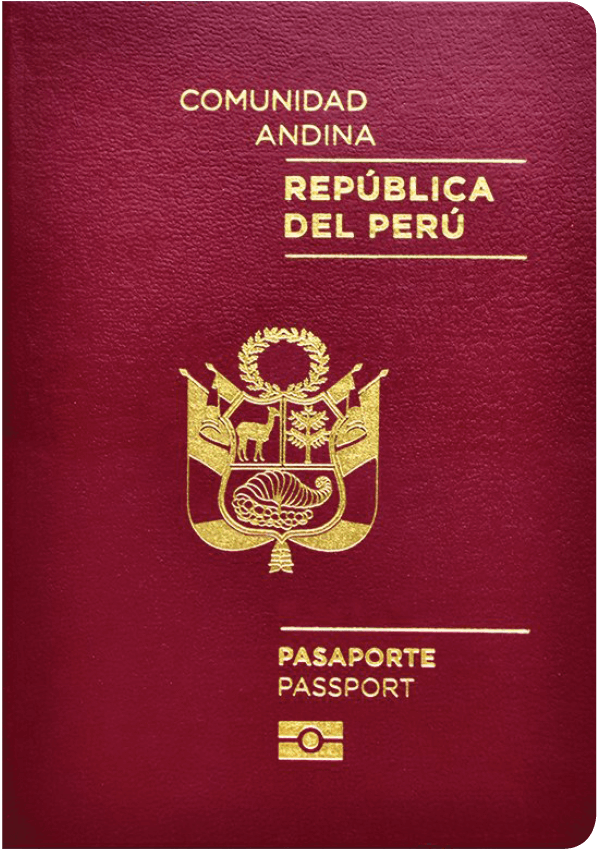 COMUNIDAD
ANDINA
REPÚBLICA
DEL PERÚ
PASAPORTE
PASSPORT